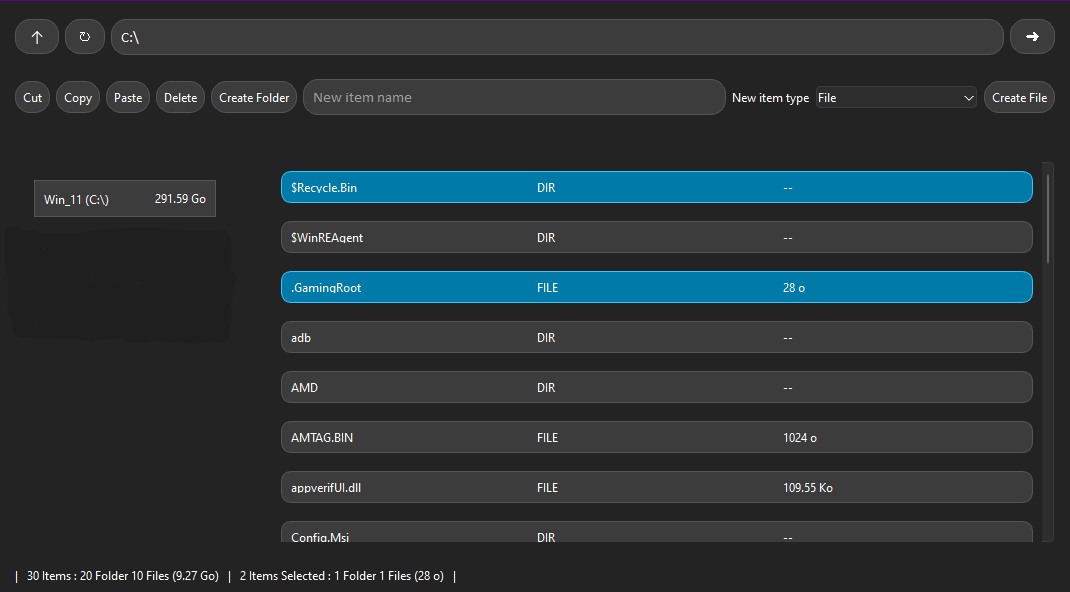 ↑ ↻ C:\ →
Cut Copy Paste Delete Create Folder New item name New item type File Create File
Win_11 (C:\) 291.59 Go
$Recycle.Bin DIR --
$WinREAgent DIR --
.GamingRoot FILE 28 o
adb DIR --
AMD DIR --
AMTAG.BIN FILE 1024 o
appverifUI.dll FILE 109.55 Ko
Config.Msi DIR --
| 30 Items : 20 Folder 10 Files (9.27 Go) | 2 Items Selected : 1 Folder 1 Files (28 o) |